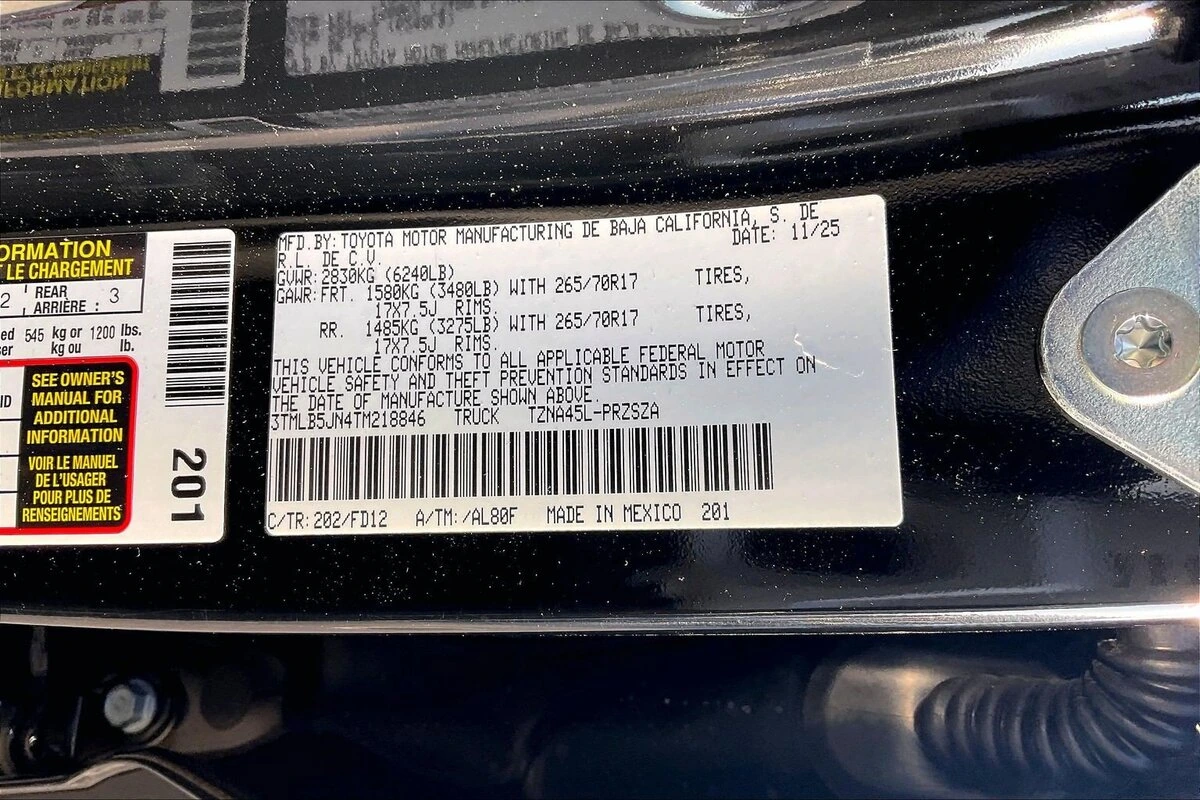 ORMATION
T LE CHARGEMENT
2 REAR ARRIÈRE : 3
545 kg or 1200 lbs.
kg ou lb.
SEE OWNER'S
MANUAL FOR
ADDITIONAL
INFORMATION
VOIR LE MANUEL
DE L'USAGER
POUR PLUS DE
RENSEIGNEMENTS
201
MFD.BY: TOYOTA MOTOR MANUFACTURING DE BAJA CALIFORNIA, S. DE
R.L. DE C.V. DATE: 11/25
GVWR: 2830KG (6240LB)
GAWR: FRT. 1580KG (3480LB) WITH 265/70R17 TIRES,
17X7.5J RIMS.
RR. 1485KG (3275LB) WITH 265/70R17 TIRES,
17X7.5J RIMS.
THIS VEHICLE CONFORMS TO ALL APPLICABLE FEDERAL MOTOR
VEHICLE SAFETY AND THEFT PREVENTION STANDARDS IN EFFECT ON
THE DATE OF MANUFACTURE SHOWN ABOVE.
3TMLB5JN4TM218846 TRUCK TZNA45L-PRZSZA
C/TR: 202/FD12 A/TM: /AL80F MADE IN MEXICO 201